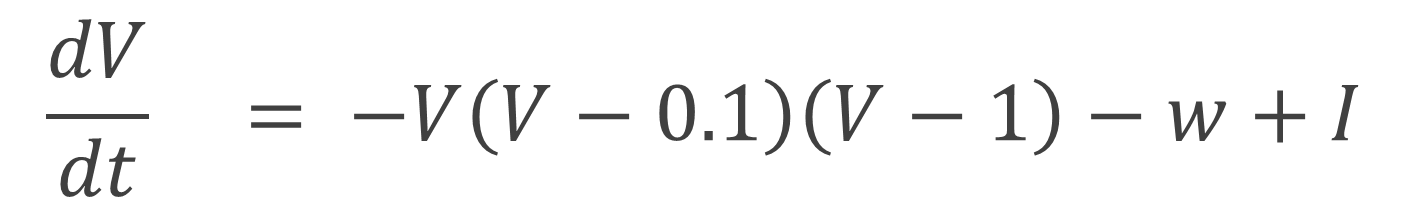 dV/dt = −V(V − 0.1)(V − 1) − w + I